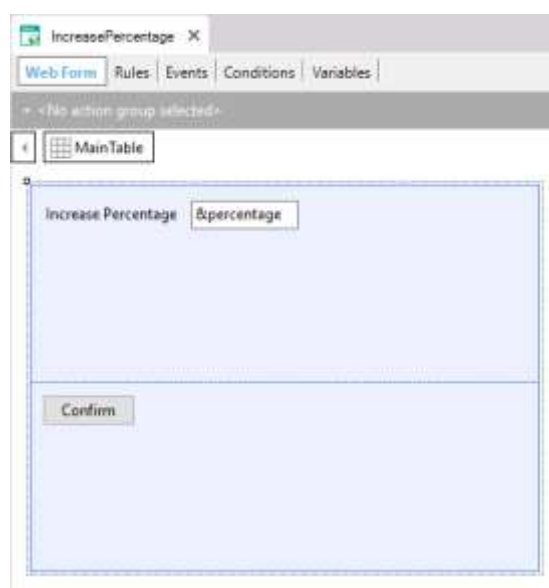 IncreasePercentage ✕
Web Form Rules Events Conditions Variables
<No action group selected>
MainTable
Increase Percentage &percentage
Confirm